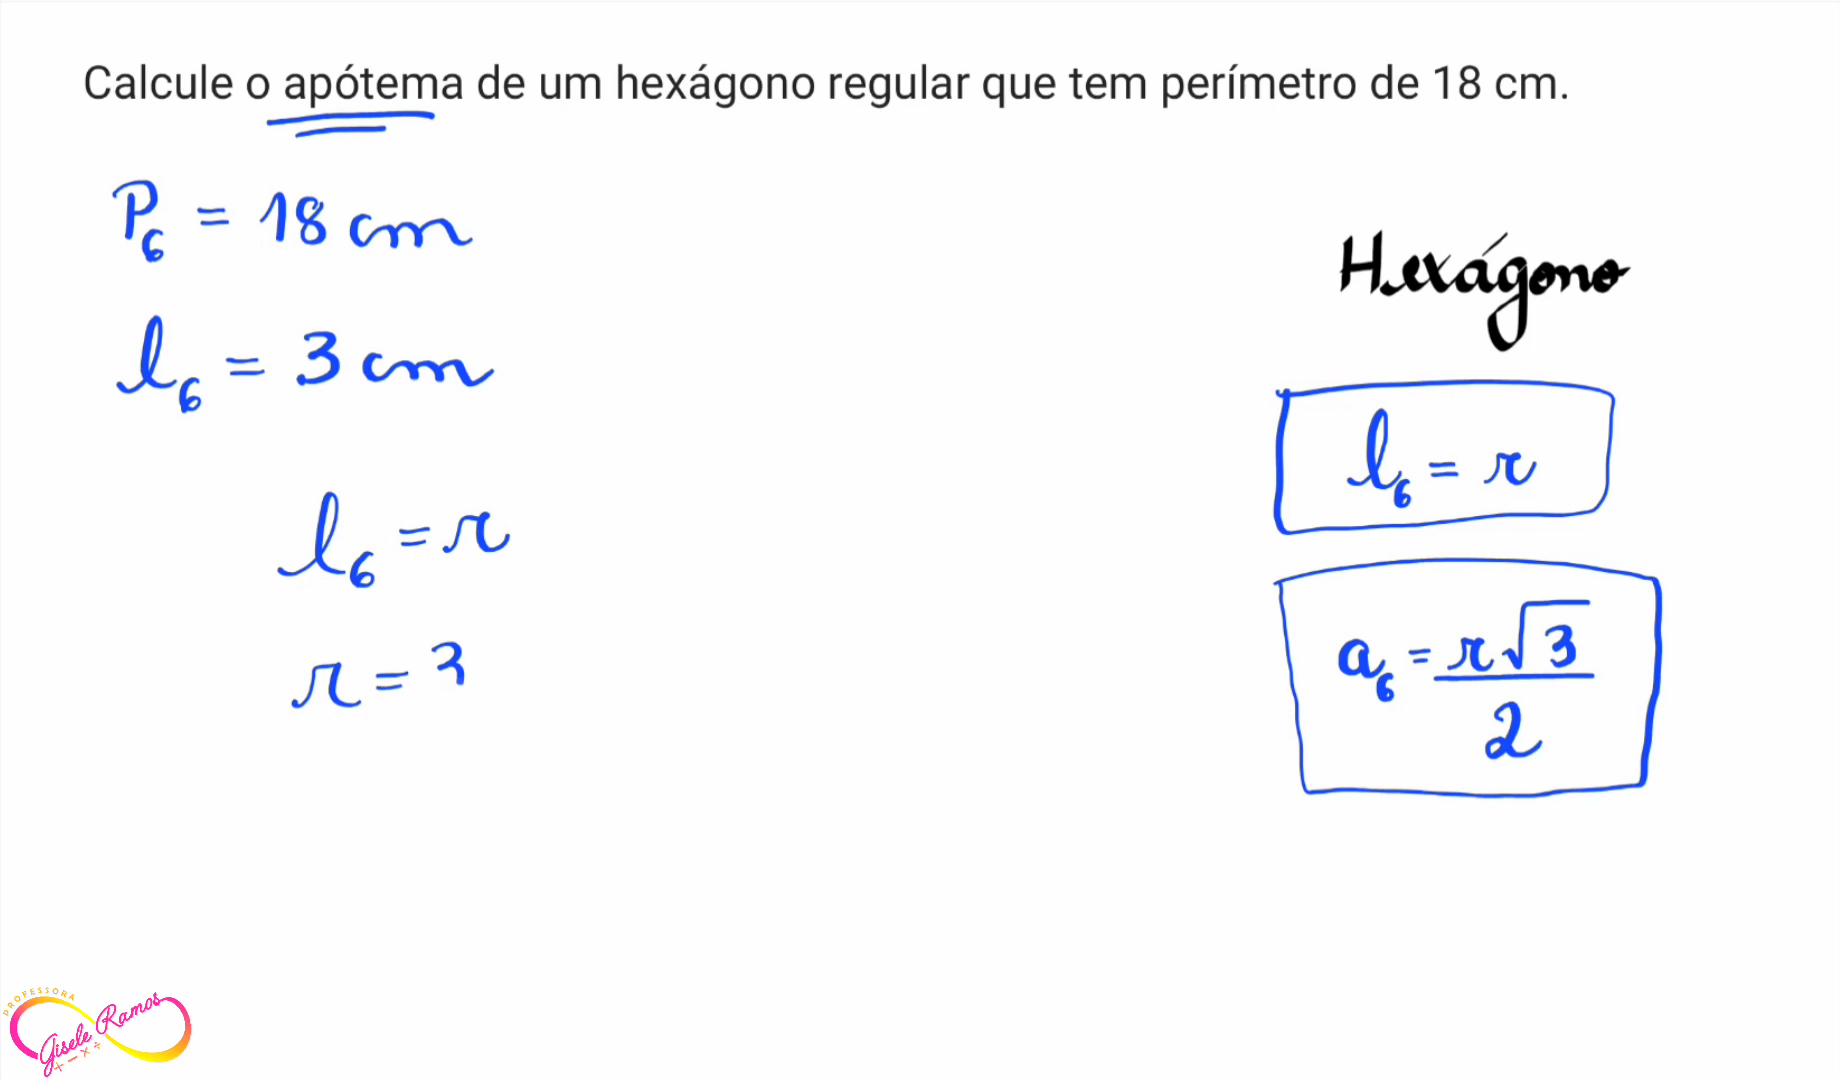 Calcule o apótema de um hexágono regular que tem perímetro de 18 cm.
P₆ = 18 cm
l₆ = 3 cm
l₆ = r
r = 3
Hexágono
l₆ = r
a₆ = r√3
2
PROFESSORA
Gisele Ramos
+ − × ÷